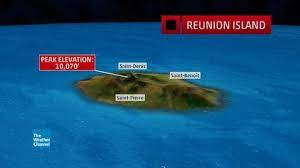 REUNION ISLAND
PEAK ELEVATION:
10,070'
Saint-Denis
Saint-Benoit
Saint-Pierre
The
Weather
Channel